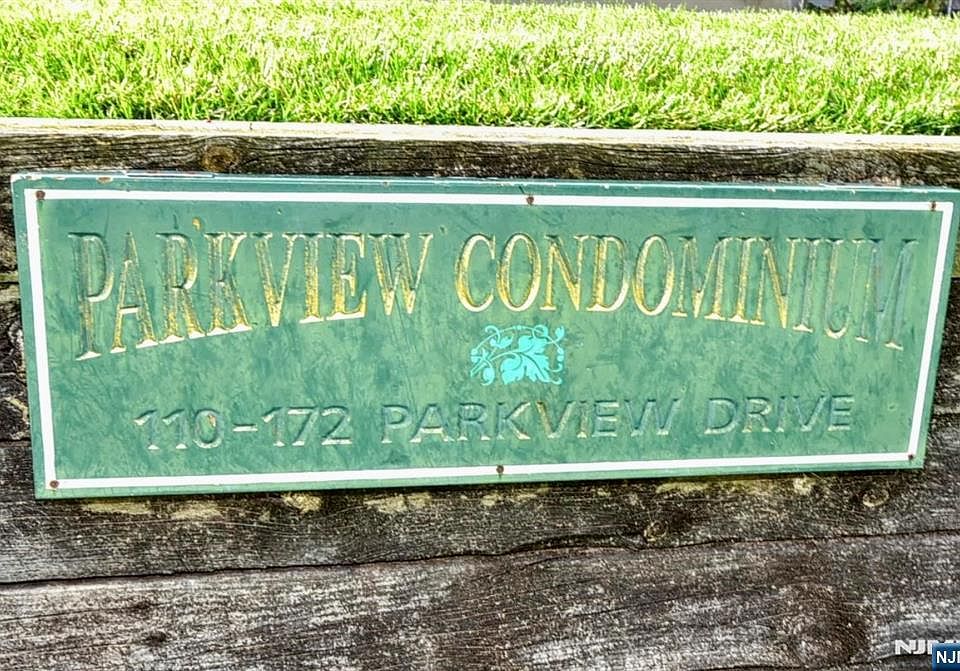 PARKVIEW CONDOMINIUM
110-172 PARKVIEW DRIVE